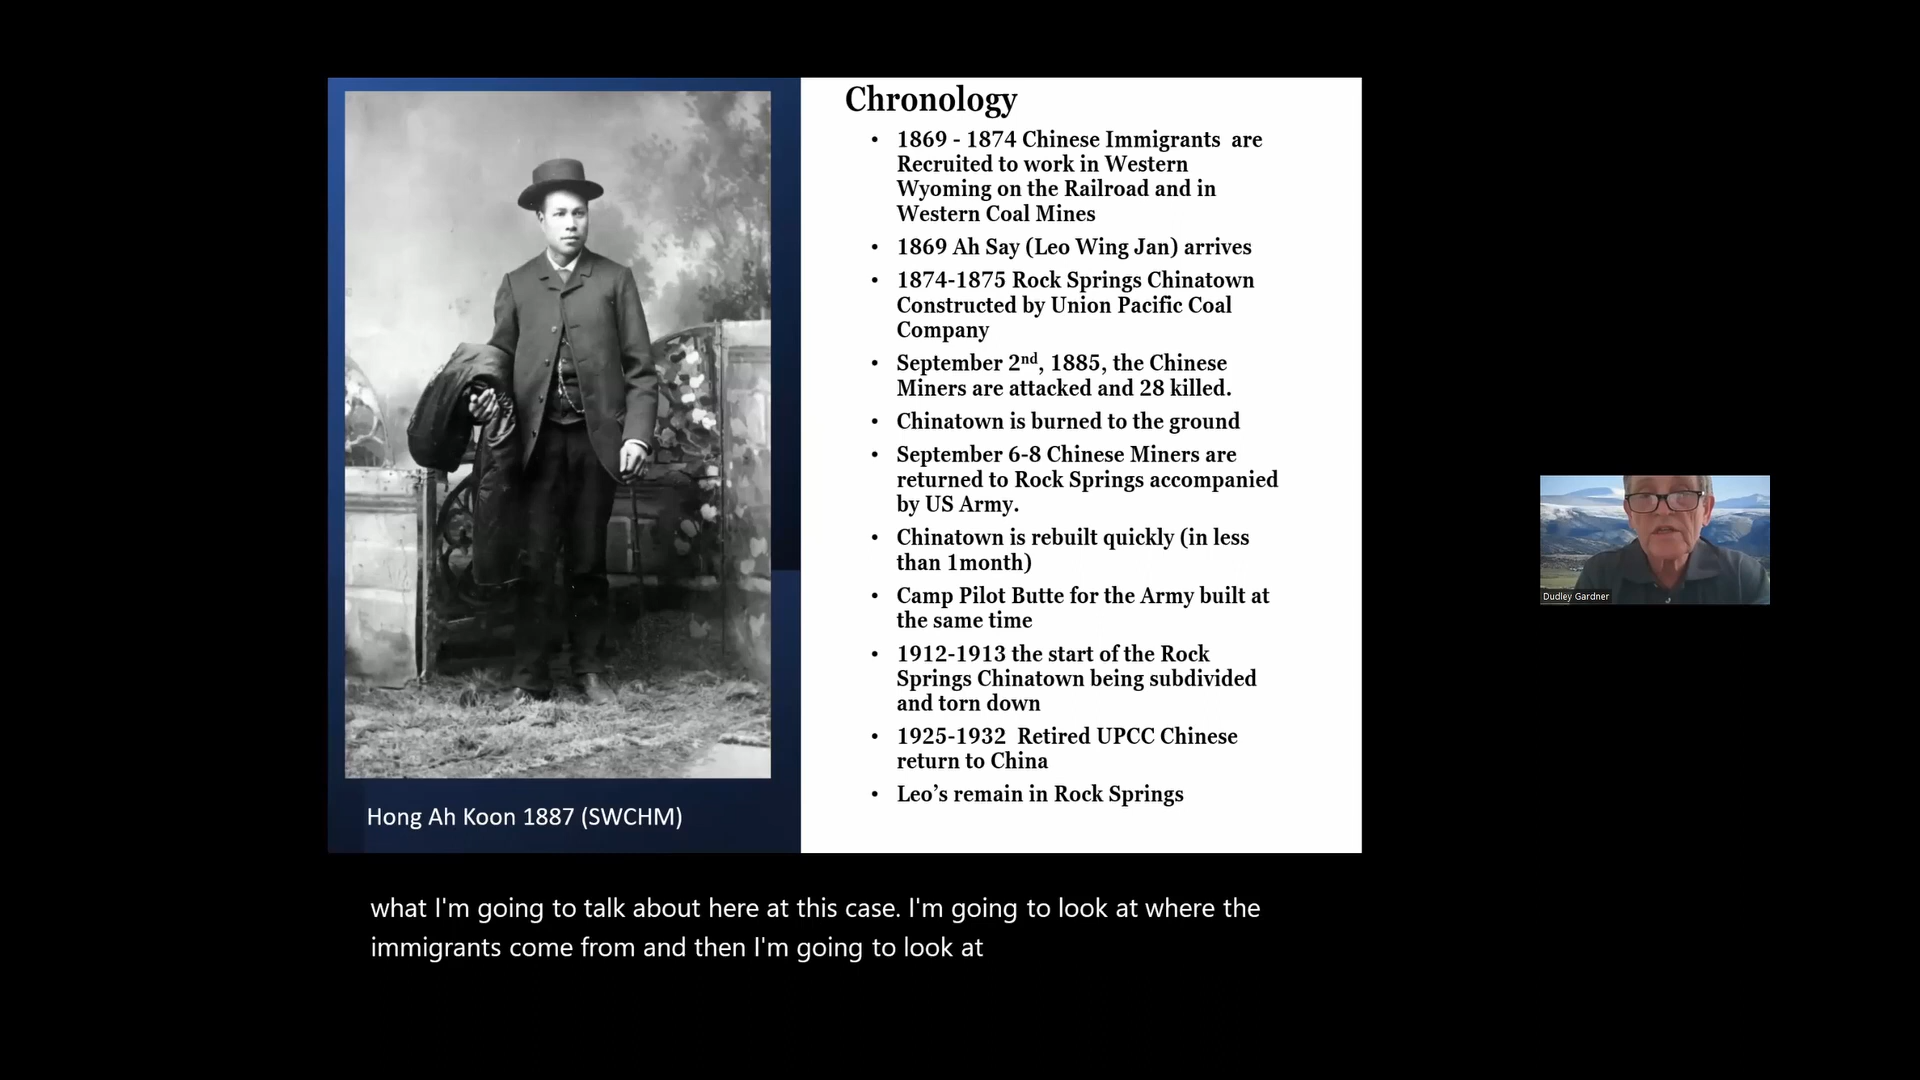 Chronology
• 1869 - 1874 Chinese Immigrants are
Recruited to work in Western
Wyoming on the Railroad and in
Western Coal Mines
• 1869 Ah Say (Leo Wing Jan) arrives
• 1874-1875 Rock Springs Chinatown
Constructed by Union Pacific Coal
Company
• September 2nd, 1885, the Chinese
Miners are attacked and 28 killed.
• Chinatown is burned to the ground
• September 6-8 Chinese Miners are
returned to Rock Springs accompanied
by US Army.
• Chinatown is rebuilt quickly (in less
than 1month)
• Camp Pilot Butte for the Army built at
the same time
• 1912-1913 the start of the Rock
Springs Chinatown being subdivided
and torn down
• 1925-1932 Retired UPCC Chinese
return to China
• Leo's remain in Rock Springs
Hong Ah Koon 1887 (SWCHM)
Dudley Gardner
what I'm going to talk about here at this case. I'm going to look at where the
immigrants come from and then I'm going to look at